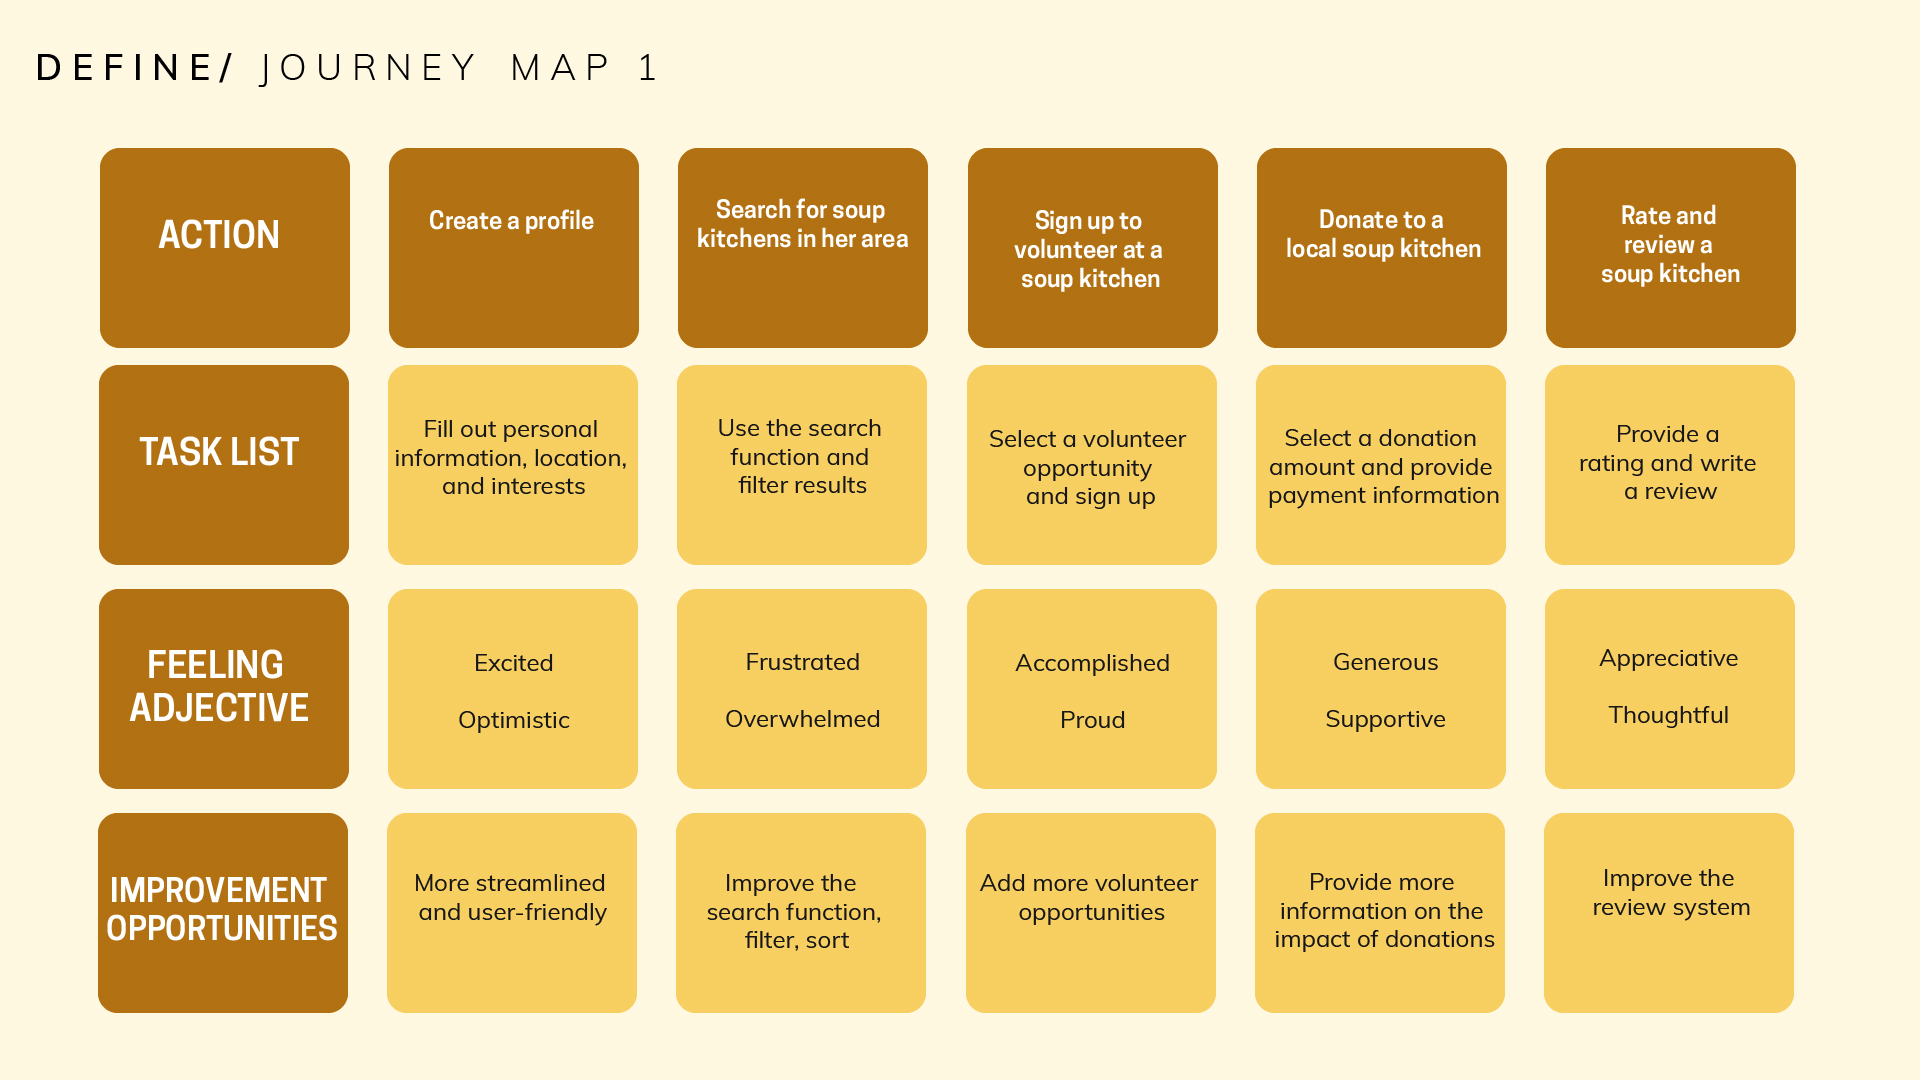 DEFINE/ JOURNEY MAP 1
ACTION
Create a profile
Search for soup
kitchens in her area
Sign up to
volunteer at a
soup kitchen
Donate to a
local soup kitchen
Rate and
review a
soup kitchen
TASK LIST
Fill out personal
information, location,
and interests
Use the search
function and
filter results
Select a volunteer
opportunity
and sign up
Select a donation
amount and provide
payment information
Provide a
rating and write
a review
FEELING
ADJECTIVE
Excited
Optimistic
Frustrated
Overwhelmed
Accomplished
Proud
Generous
Supportive
Appreciative
Thoughtful
IMPROVEMENT
OPPORTUNITIES
More streamlined
and user-friendly
Improve the
search function,
filter, sort
Add more volunteer
opportunities
Provide more
information on the
impact of donations
Improve the
review system